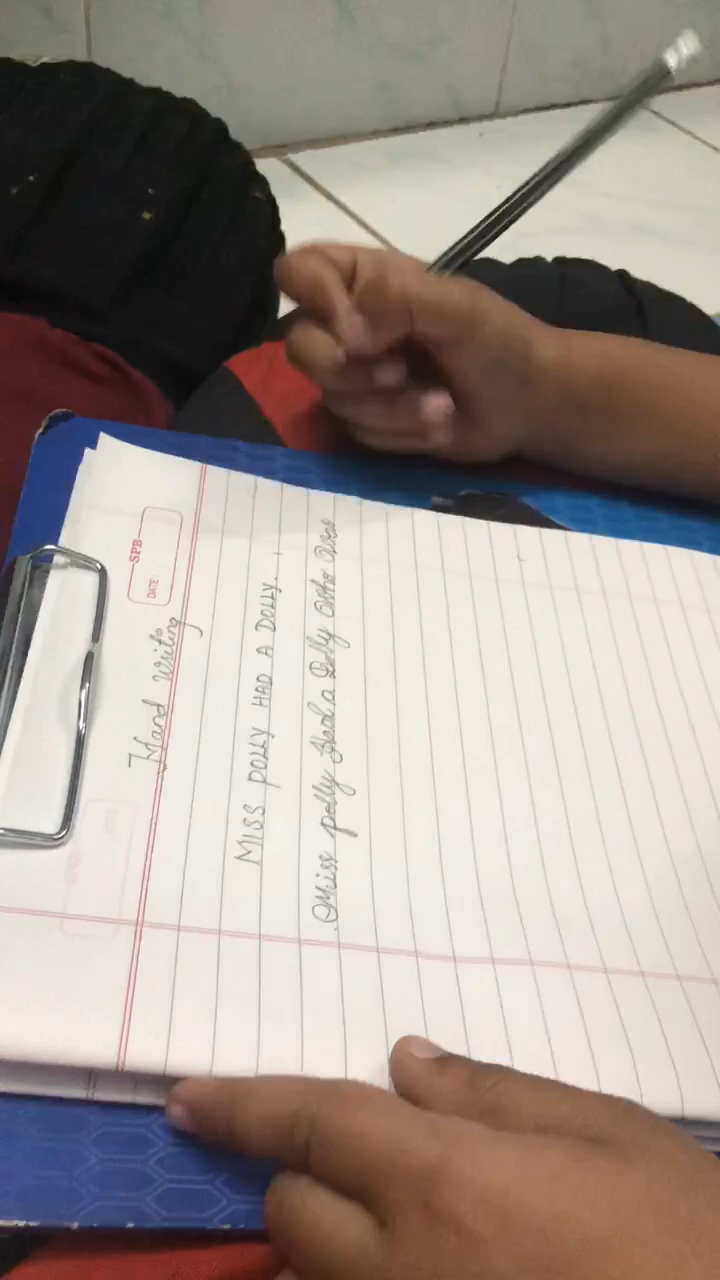 SPB
DATE:
Hand Writing
MISS POLLY HAD A DOLLY.
Miss polly Had a Dolly